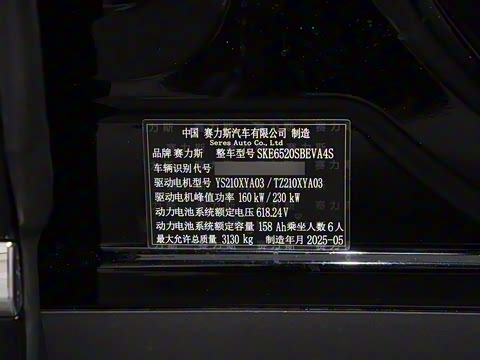 中国 赛力斯汽车有限公司 制造
Seres Auto Co., Ltd
品牌 赛力斯 整车型号 SKE6520SBEVA4S
车辆识别代号
驱动电机型号 YS210XYA03 / TZ210XYA03
驱动电机峰值功率 160 kW / 230 kW
动力电池系统额定电压 618.24 V
动力电池系统额定容量 158 Ah 乘坐人数 6 人
最大允许总质量 3130 kg 制造年月 2025-05